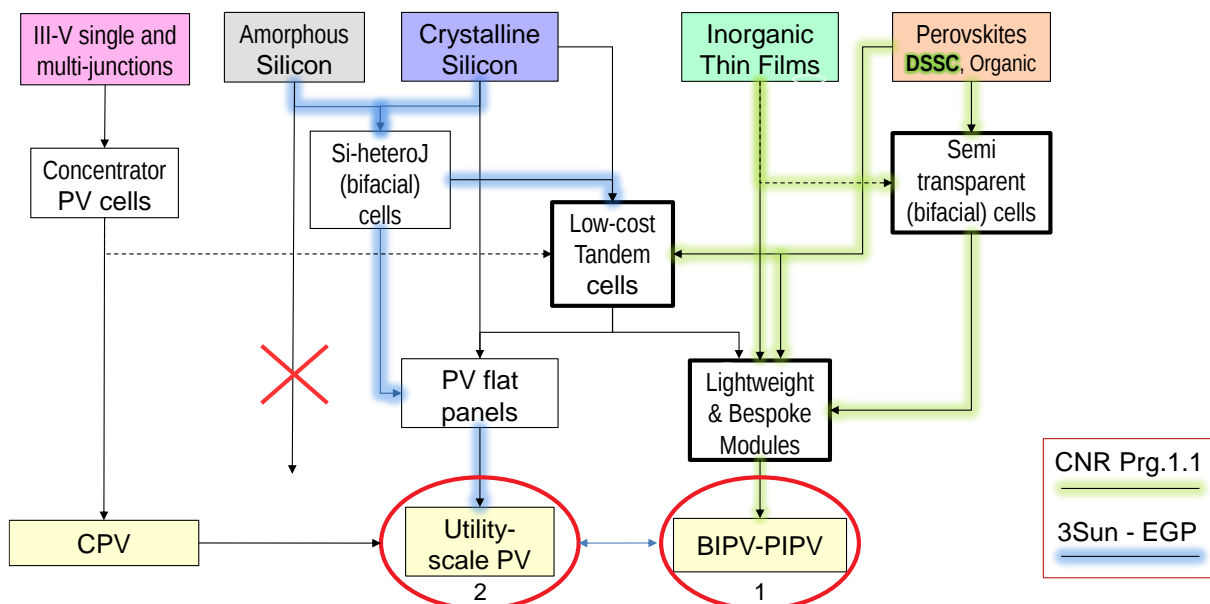 III-V single and
multi-junctions
Amorphous
Silicon
Crystalline
Silicon
Inorganic
Thin Films
Perovskites
DSSC, Organic
Concentrator
PV cells
Si-heteroJ
(bifacial)
cells
Semi
transparent
(bifacial) cells
Low-cost
Tandem
cells
PV flat
panels
Lightweight
& Bespoke
Modules
CNR Prg.1.1
3Sun - EGP
CPV
Utility-
scale PV
2
BIPV-PIPV
1